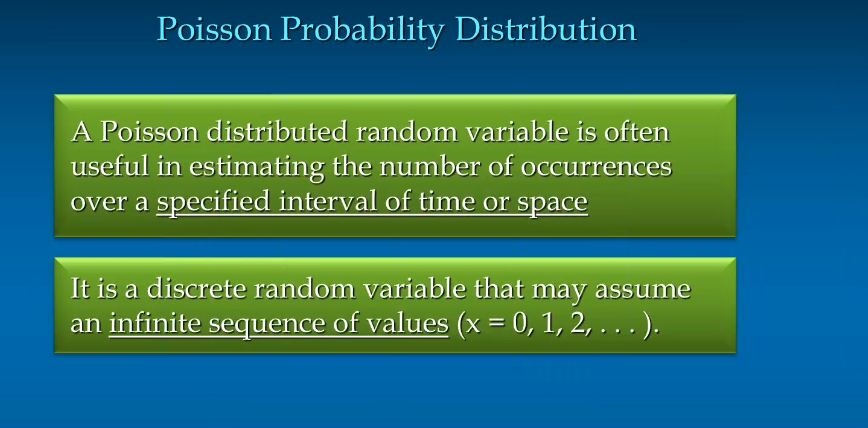 Poisson Probability Distribution
A Poisson distributed random variable is often
useful in estimating the number of occurrences
over a specified interval of time or space
It is a discrete random variable that may assume
an infinite sequence of values (x = 0, 1, 2, . . . ).